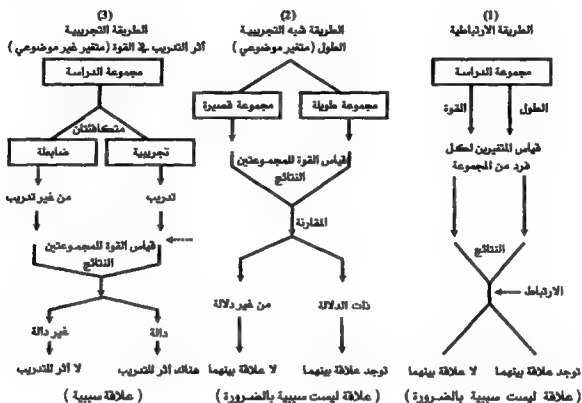 (1)
الطريقة الارتباطية
مجموعة الدراسة
الطول
القوة
قياس المتغيرين لكل
فرد من المجموعة
النتائج
الارتباط
توجد علاقة بينهما
لا علاقة بينهما
( علاقة ليست سببية بالضرورة )
(2)
الطريقة شبه التجريبية
الطول ( متغير موضوعي )
مجموعة طويلة
مجموعة قصيرة
قياس القوة للمجموعتين
النتائج
المقارنة
ذات الدلالة
من غير دلالة
توجد علاقة بينهما
لا علاقة بينهما
( علاقة ليست سببية بالضرورة )
(3)
الطريقة التجريبية
أثر التدريب في القوة (متغير غير موضوعي )
مجموعة الدراسة
متكافئتان
تجريبية
ضابطة
تدريب
من غير تدريب
قياس القوة للمجموعتين
النتائج
دالة
غير دالة
هناك أثر للتدريب
لا أثر للتدريب
( علاقة سببية )